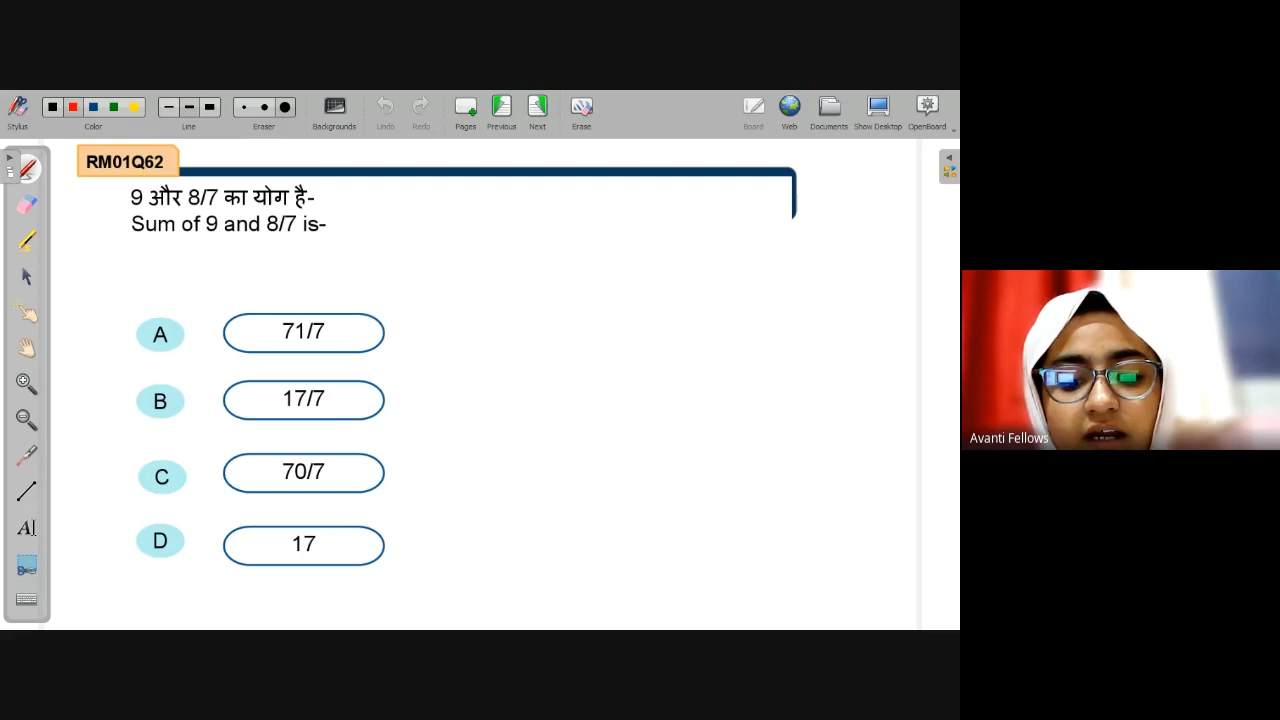 Stylus
Color
Line
Eraser
Backgrounds
Undo
Redo
Pages
Previous
Next
Erase
Board
Web
Documents
Show Desktop
OpenBoard
RM01Q62
9 और 8/7 का योग है-
Sum of 9 and 8/7 is-
A 71/7
B 17/7
C 70/7
D 17
AI
Avanti Fellows